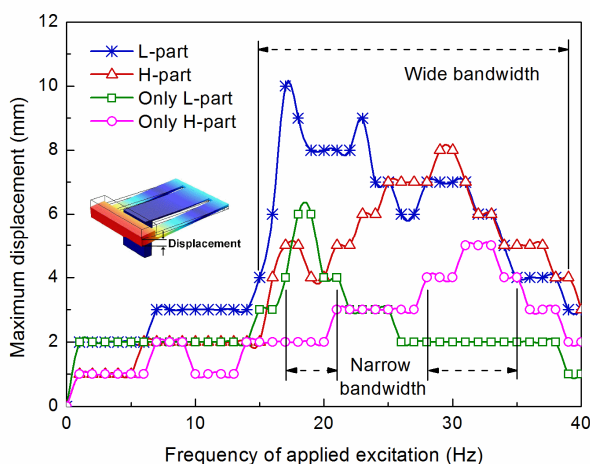 12
10
8
6
4
2
0
Maximum displacement (mm)
L-part
H-part
Only L-part
Only H-part
Wide bandwidth
Displacement
Narrow
bandwidth
0 10 20 30 40
Frequency of applied excitation (Hz)